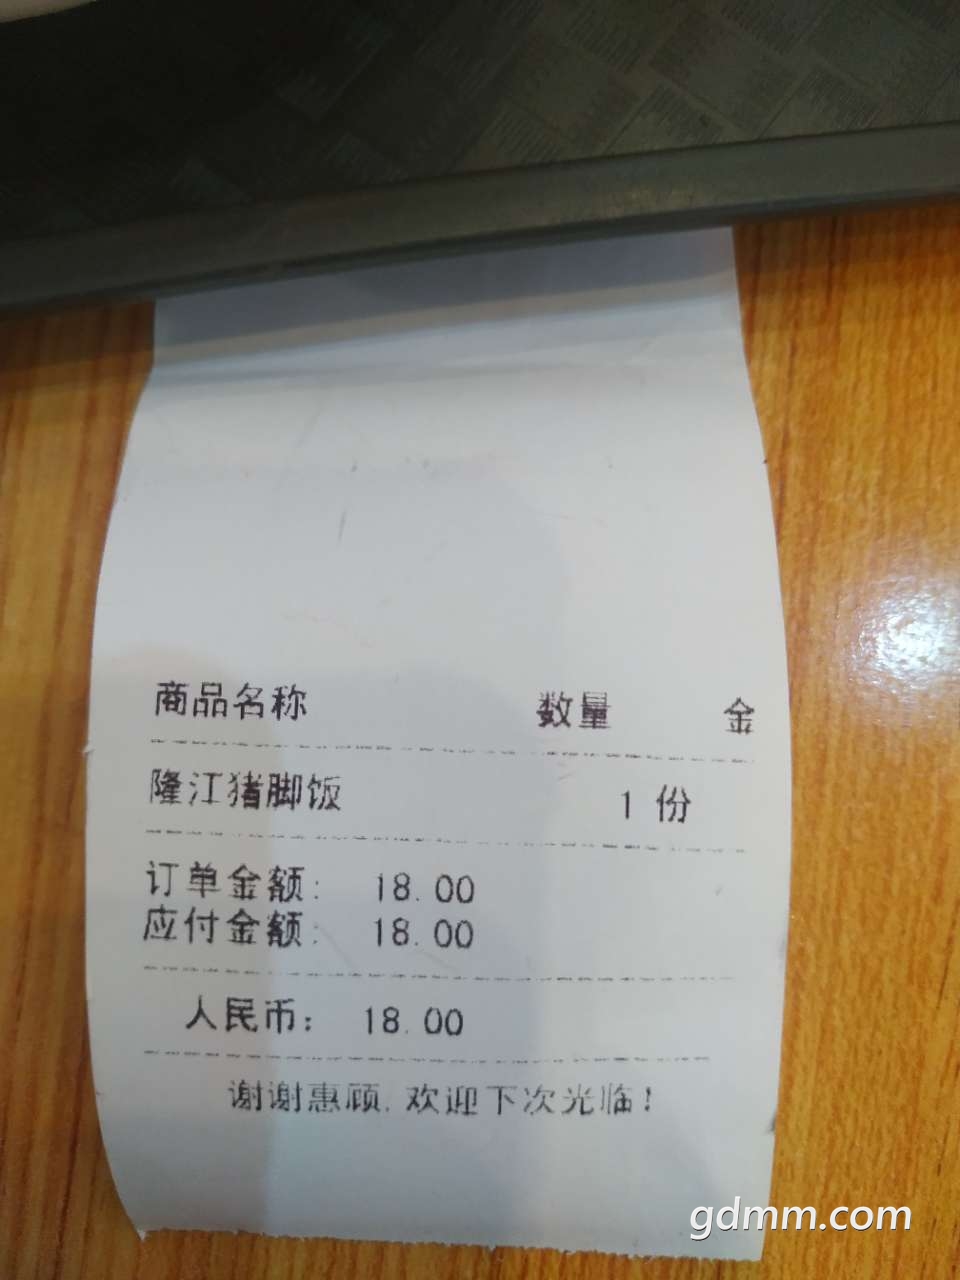 商品名称 数量 金
隆江猪脚饭 1 份
订单金额: 18.00
应付金额: 18.00
人民币: 18.00
谢谢惠顾,欢迎下次光临!
gdmm.com